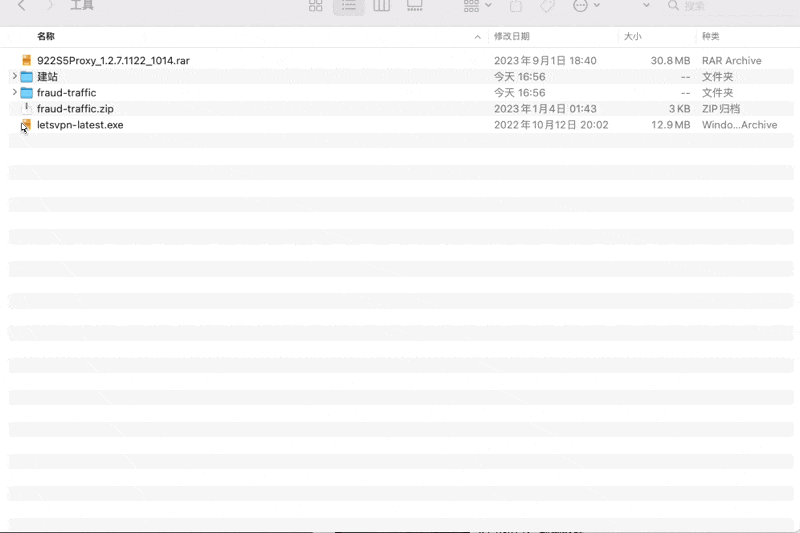 工具
搜索
名称 修改日期 大小 种类
922S5Proxy_1.2.7.1122_1014.rar 2023年9月1日 18:40 30.8 MB RAR Archive
建站 今天 16:56 -- 文件夹
fraud-traffic 今天 16:56 -- 文件夹
fraud-traffic.zip 2023年1月4日 01:43 3 KB ZIP归档
letsvpn-latest.exe 2022年10月12日 20:02 12.9 MB Windo...Archive